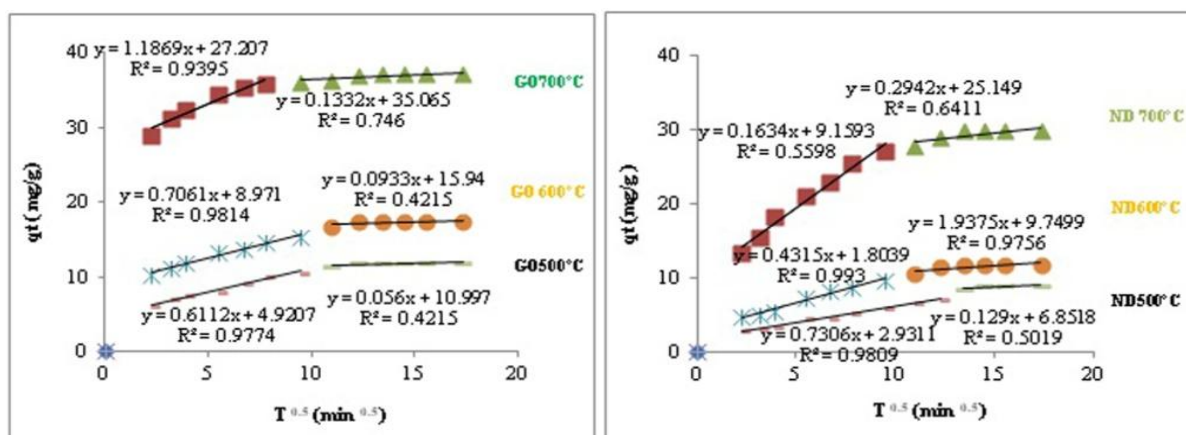 y = 1.1869x + 27.207
R² = 0.9395
GO700°C
y = 0.1332x + 35.065
R² = 0.746
y = 0.7061x + 8.971
R² = 0.9814
y = 0.0933x + 15.94
R² = 0.4215
GO 600°C
GO500°C
y = 0.6112x + 4.9207
R² = 0.9774
y = 0.056x + 10.997
R² = 0.4215
qt (mg/g)
40
30
20
10
0
0 5 10 15 20
T ^0.5 (min ^0.5)
y = 0.2942x + 25.149
R² = 0.6411
ND 700°C
y = 0.1634x + 9.1593
R² = 0.5598
ND600°C
y = 1.9375x + 9.7499
R² = 0.9756
y = 0.4315x + 1.8039
R² = 0.993
ND500°C
y = 0.7306x + 2.9311
R² = 0.9809
y = 0.129x + 6.8518
R² = 0.5019
qt (mg/g)
40
30
20
10
0
0 5 10 15 20
T ^0.5 (min ^0.5)